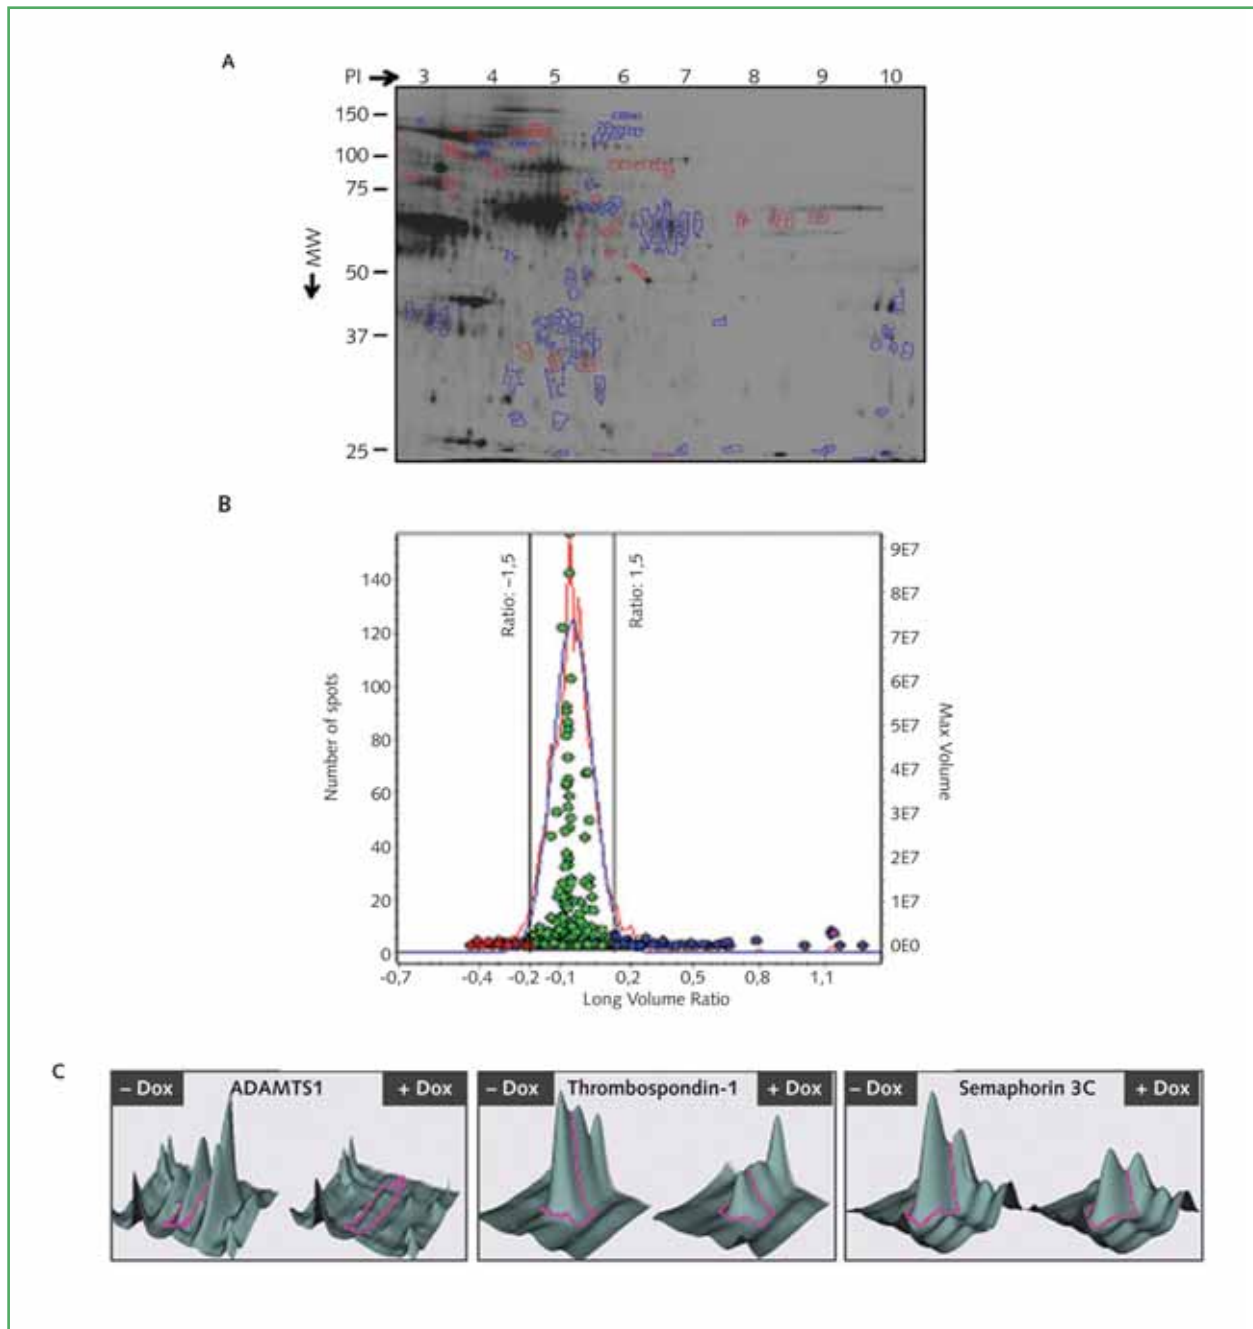 A
PI 3 4 5 6 7 8 9 10
150
100
75
50
37
25
MW
B
Ratio: –1,5
Ratio: 1,5
140
120
100
80
60
40
20
0
Number of spots
9E7
8E7
7E7
6E7
5E7
4E7
3E7
2E7
1E7
0E0
Max Volume
-0,7 -0,4 -0,2 -0,1 0,2 0,5 0,8 1,1
Long Volume Ratio
C
– Dox ADAMTS1 + Dox
– Dox Thrombospondin-1 + Dox
– Dox Semaphorin 3C + Dox